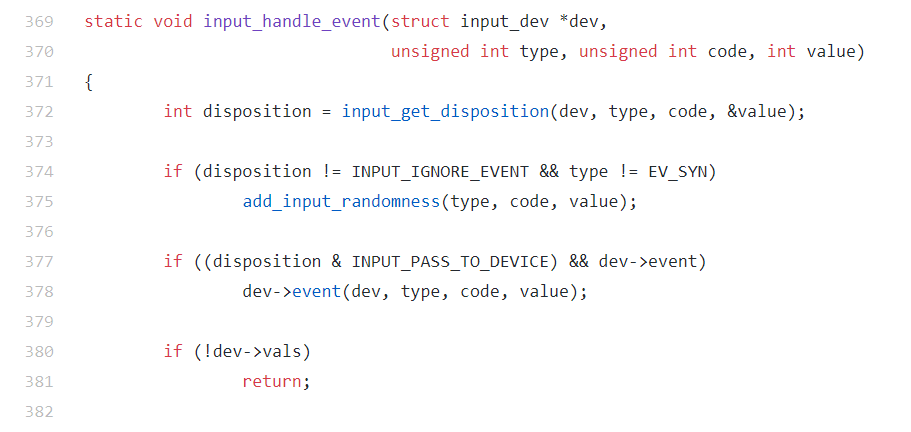 369 static void input_handle_event(struct input_dev *dev,
370 unsigned int type, unsigned int code, int value)
371 {
372 int disposition = input_get_disposition(dev, type, code, &value);
373
374 if (disposition != INPUT_IGNORE_EVENT && type != EV_SYN)
375 add_input_randomness(type, code, value);
376
377 if ((disposition & INPUT_PASS_TO_DEVICE) && dev->event)
378 dev->event(dev, type, code, value);
379
380 if (!dev->vals)
381 return;
382